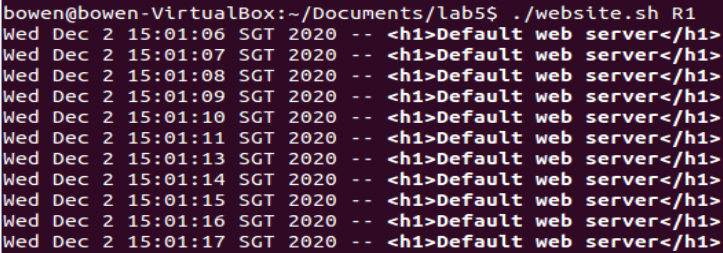 bowen@bowen-VirtualBox:~/Documents/lab5$ ./website.sh R1
Wed Dec 2 15:01:06 SGT 2020 -- <h1>Default web server</h1>
Wed Dec 2 15:01:07 SGT 2020 -- <h1>Default web server</h1>
Wed Dec 2 15:01:08 SGT 2020 -- <h1>Default web server</h1>
Wed Dec 2 15:01:09 SGT 2020 -- <h1>Default web server</h1>
Wed Dec 2 15:01:10 SGT 2020 -- <h1>Default web server</h1>
Wed Dec 2 15:01:11 SGT 2020 -- <h1>Default web server</h1>
Wed Dec 2 15:01:13 SGT 2020 -- <h1>Default web server</h1>
Wed Dec 2 15:01:14 SGT 2020 -- <h1>Default web server</h1>
Wed Dec 2 15:01:15 SGT 2020 -- <h1>Default web server</h1>
Wed Dec 2 15:01:16 SGT 2020 -- <h1>Default web server</h1>
Wed Dec 2 15:01:17 SGT 2020 -- <h1>Default web server</h1>